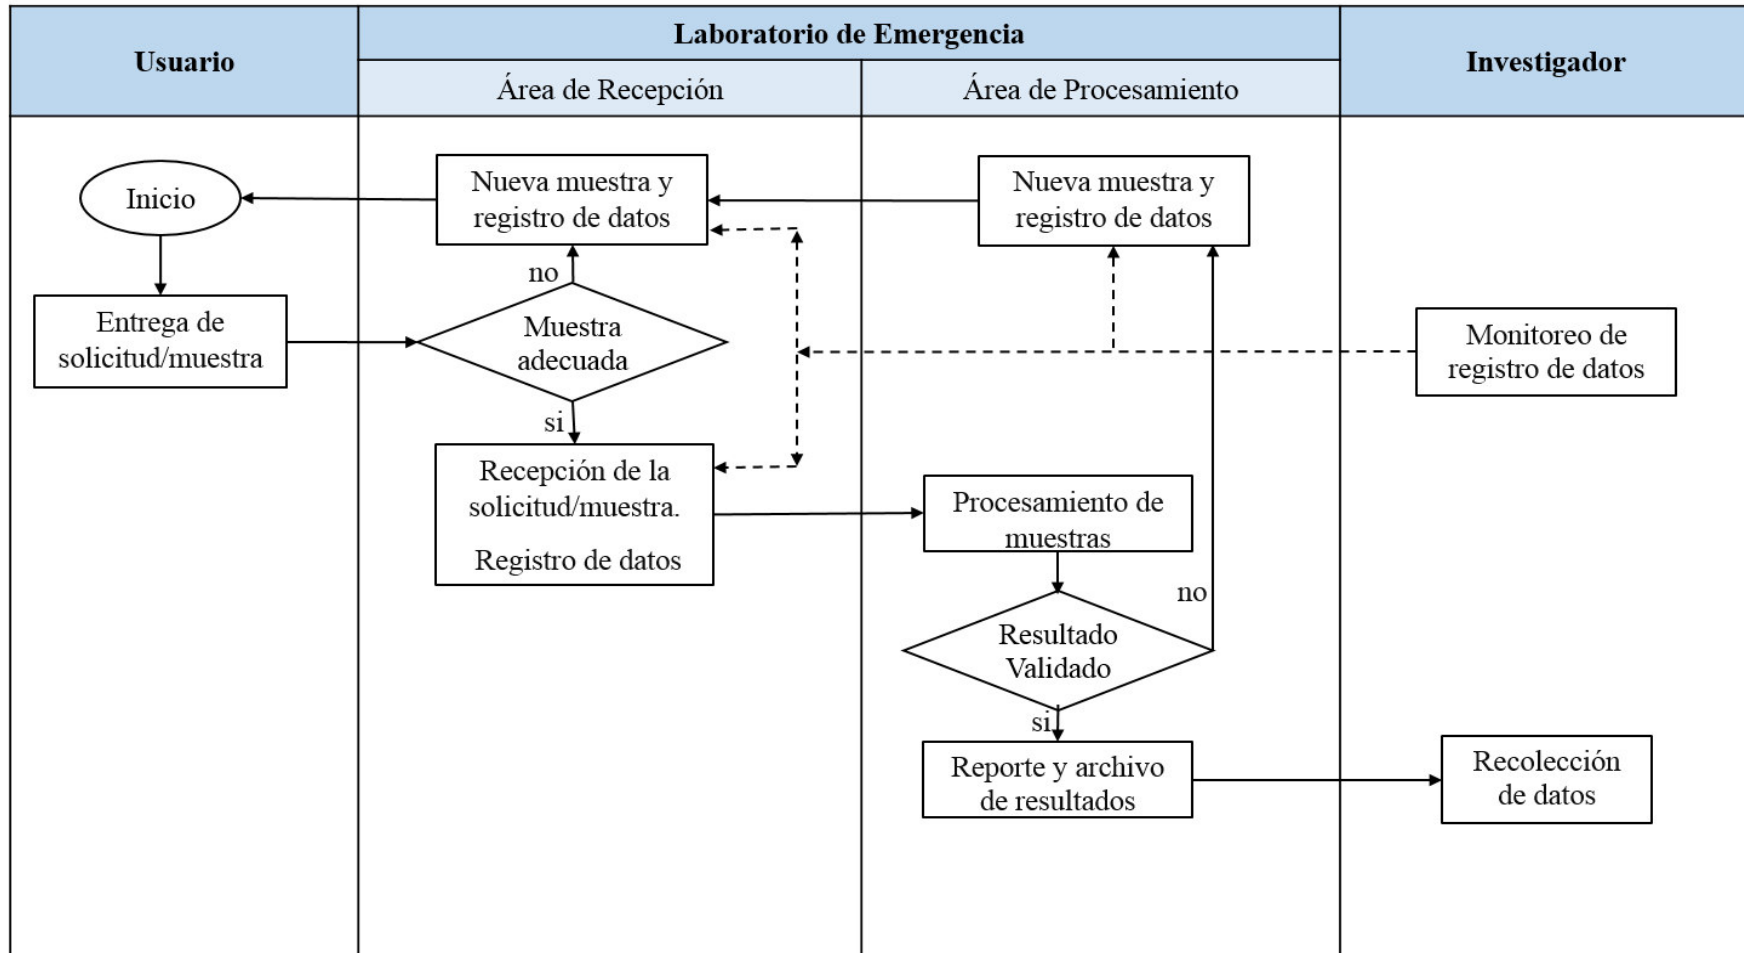 Usuario
Laboratorio de Emergencia
Investigador
Área de Recepción
Área de Procesamiento
Inicio
Nueva muestra y
registro de datos
Nueva muestra y
registro de datos
no
Entrega de
solicitud/muestra
Muestra
adecuada
Monitoreo de
registro de datos
si
Recepción de la
solicitud/muestra.
Registro de datos
Procesamiento de
muestras
no
Resultado
Validado
si
Reporte y archivo
de resultados
Recolección
de datos